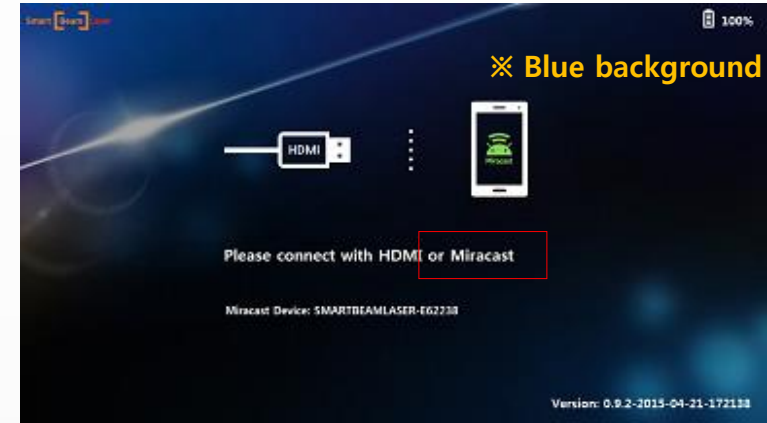 Smart[Beam]Laser
100%
※ Blue background
HDMI
Miracast
Please connect with HDMI or Miracast
Miracast Device: SMARTBEAMLASER-E62238
Version: 0.9.2-2015-04-21-172138